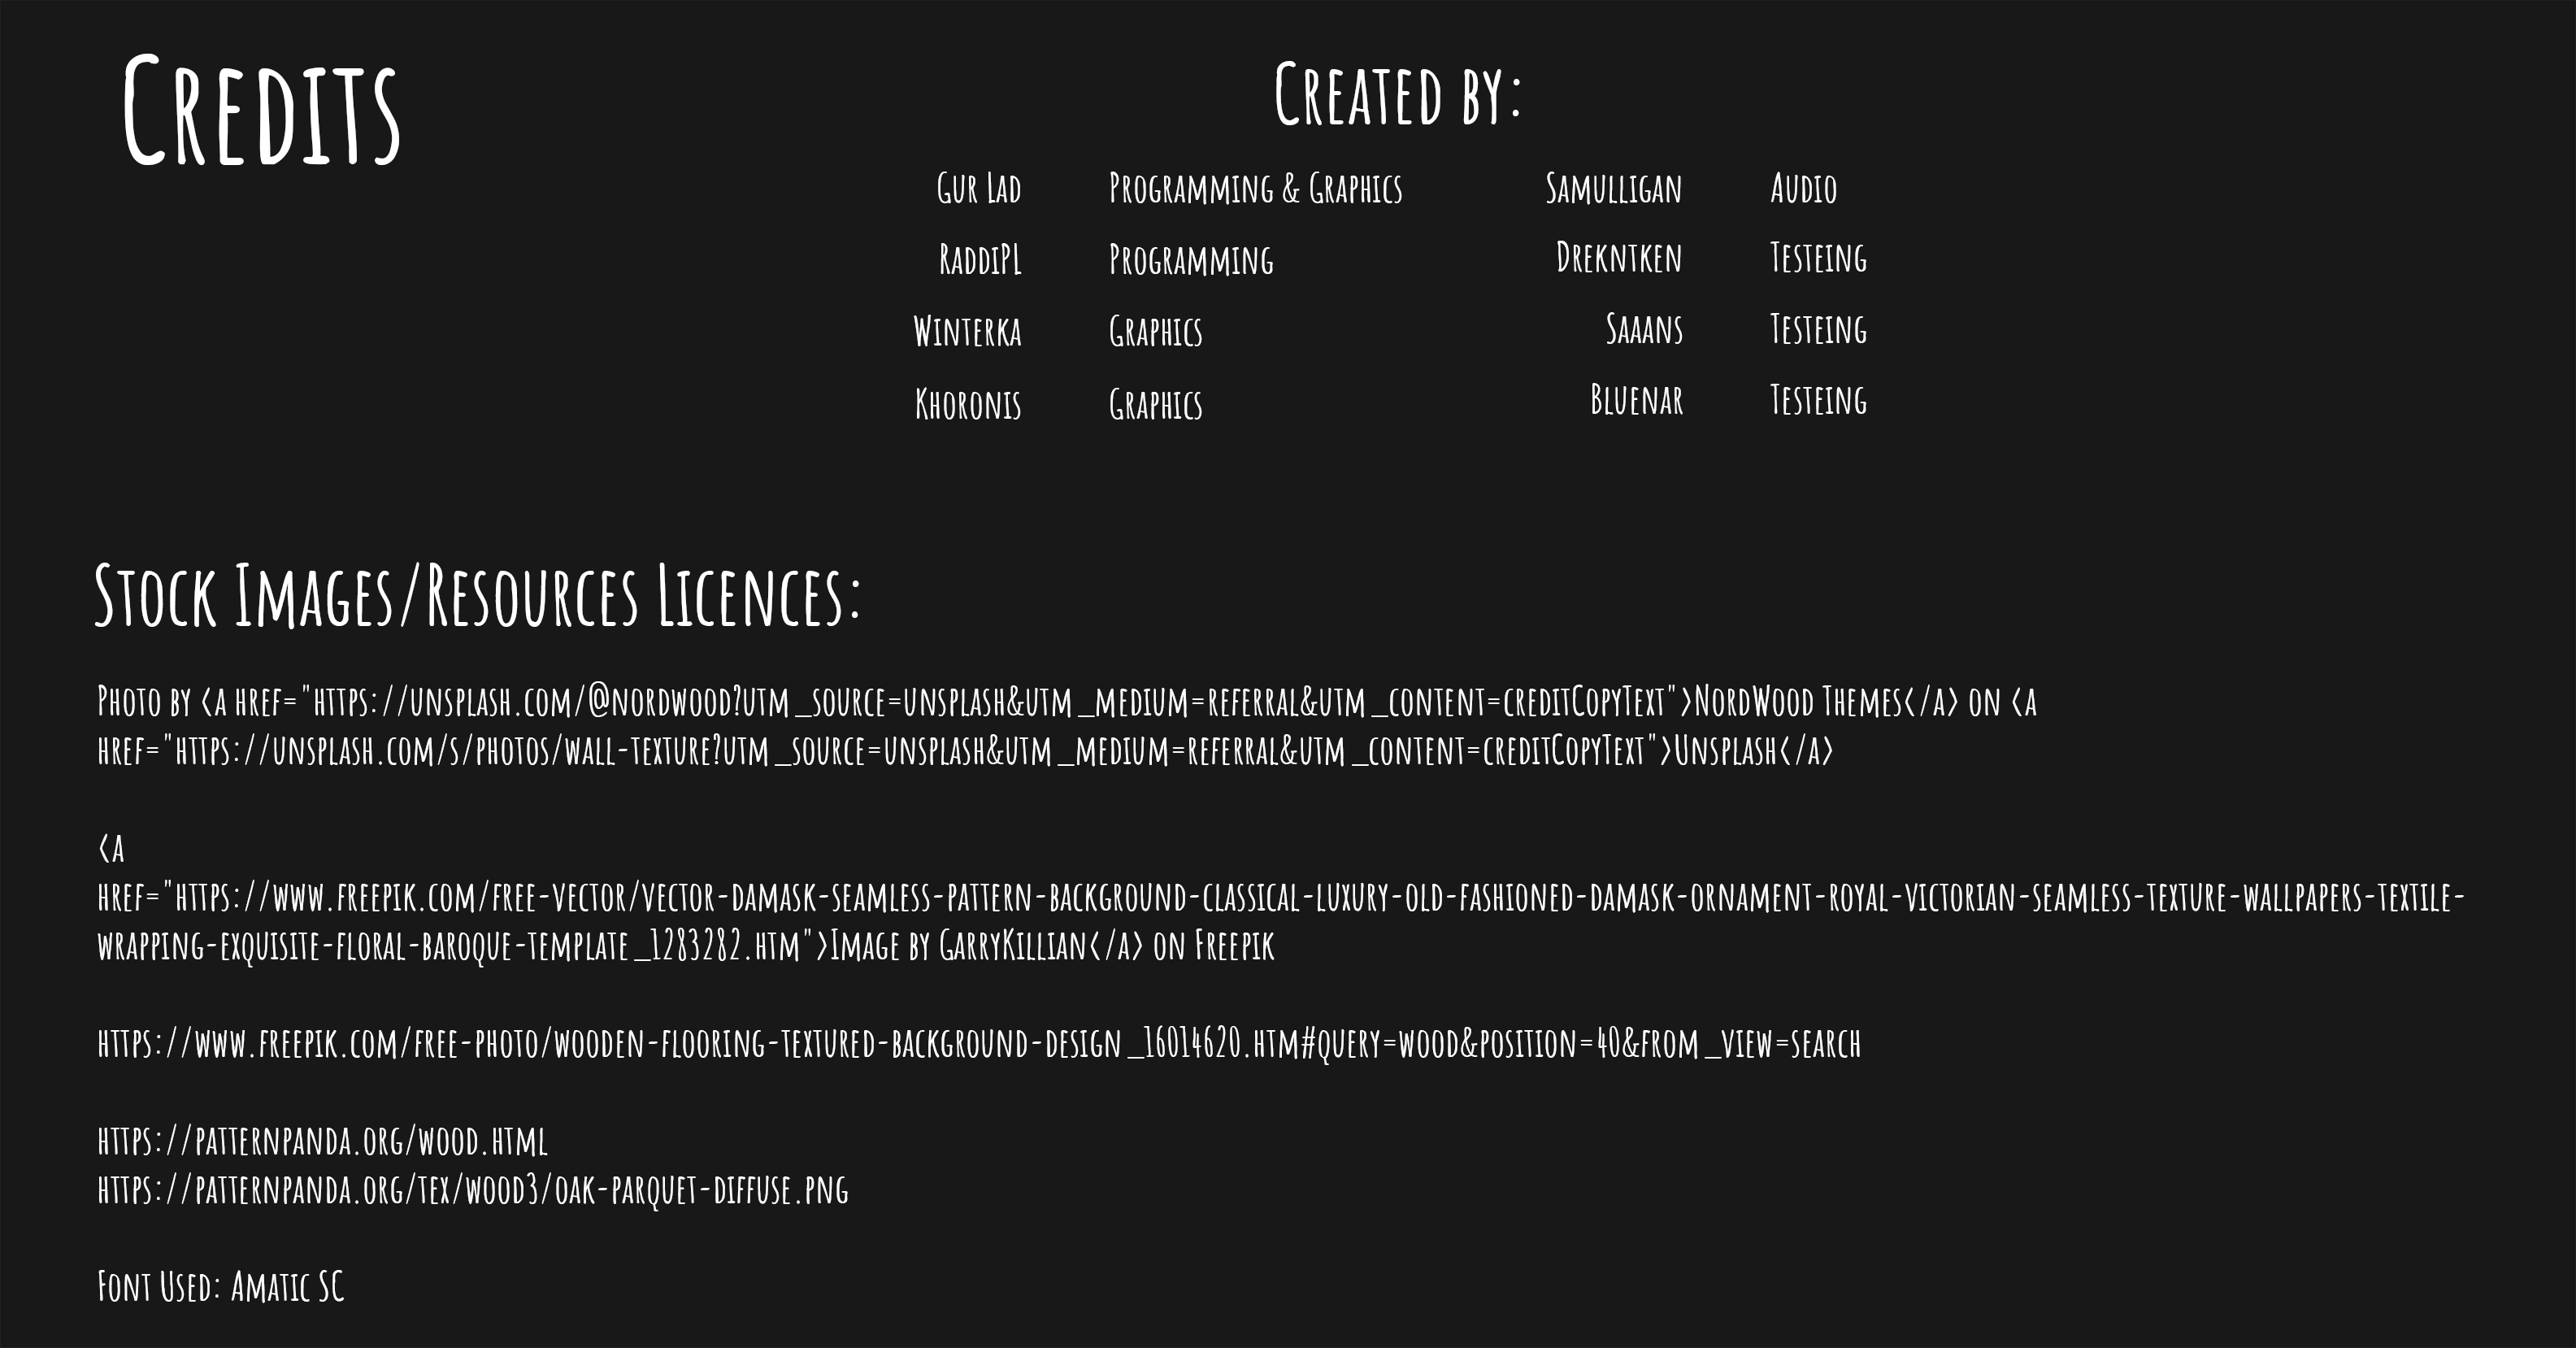 Credits
Created by:
Gur Lad Programming & Graphics Samulligan Audio
RaddiPL Programming Drekntken Testeing
Winterka Graphics Saaans Testeing
Khoronis Graphics Bluenar Testeing
Stock Images/Resources Licences:
Photo by <a href="https://unsplash.com/@nordwood?utm_source=unsplash&utm_medium=referral&utm_content=creditCopyText">NordWood Themes</a> on <a
href="https://unsplash.com/s/photos/wall-texture?utm_source=unsplash&utm_medium=referral&utm_content=creditCopyText">Unsplash</a>
<a
href="https://www.freepik.com/free-vector/vector-damask-seamless-pattern-background-classical-luxury-old-fashioned-damask-ornament-royal-victorian-seamless-texture-wallpapers-textile-
wrapping-exquisite-floral-baroque-template_1283282.htm">Image by GarryKillian</a> on Freepik
https://www.freepik.com/free-photo/wooden-flooring-textured-background-design_16014620.htm#query=wood&position=40&from_view=search
https://patternpanda.org/wood.html
https://patternpanda.org/tex/wood3/oak-parquet-diffuse.png
Font Used: Amatic SC